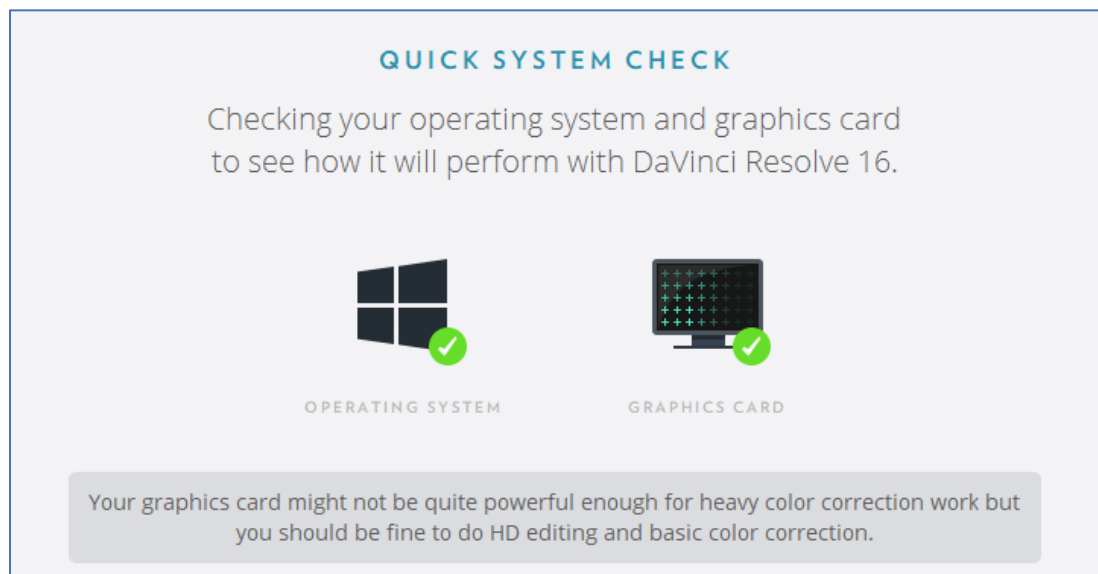 QUICK SYSTEM CHECK
Checking your operating system and graphics card
to see how it will perform with DaVinci Resolve 16.
OPERATING SYSTEM
GRAPHICS CARD
Your graphics card might not be quite powerful enough for heavy color correction work but
you should be fine to do HD editing and basic color correction.